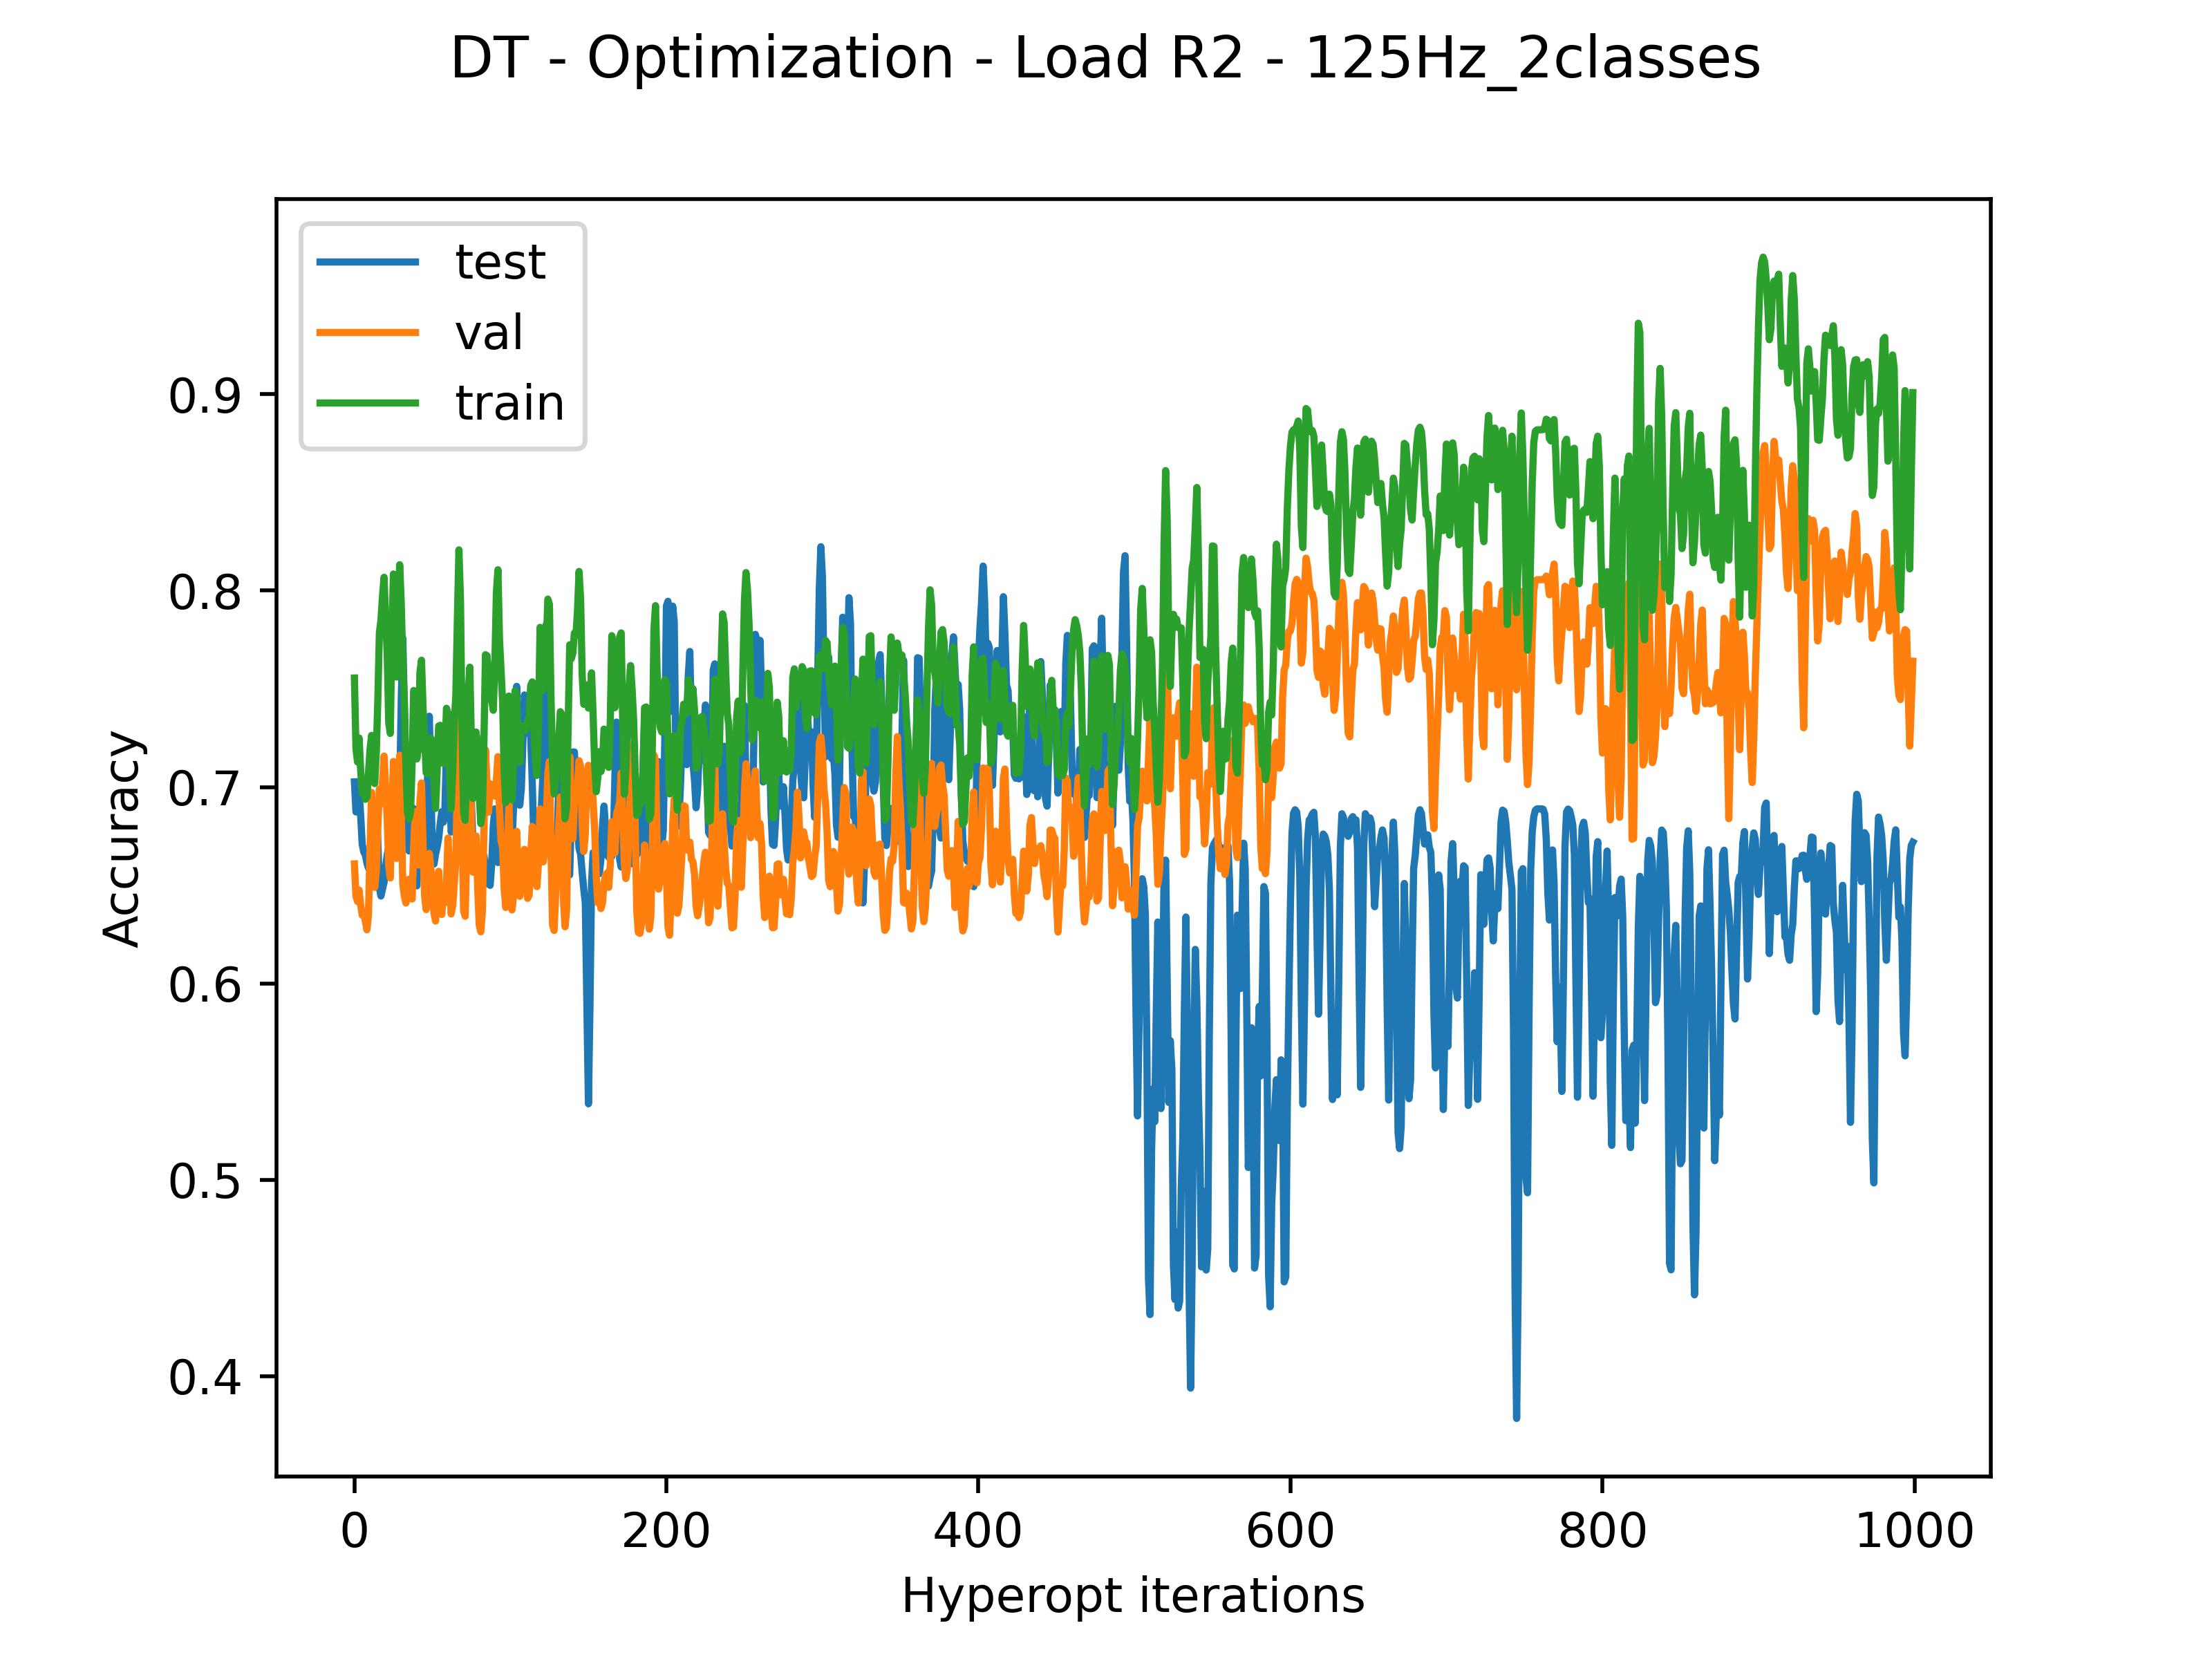 DT - Optimization - Load R2 - 125Hz_2classes
test
val
train
0.9
0.8
0.7
0.6
0.5
0.4
Accuracy
0 200 400 600 800 1000
Hyperopt iterations